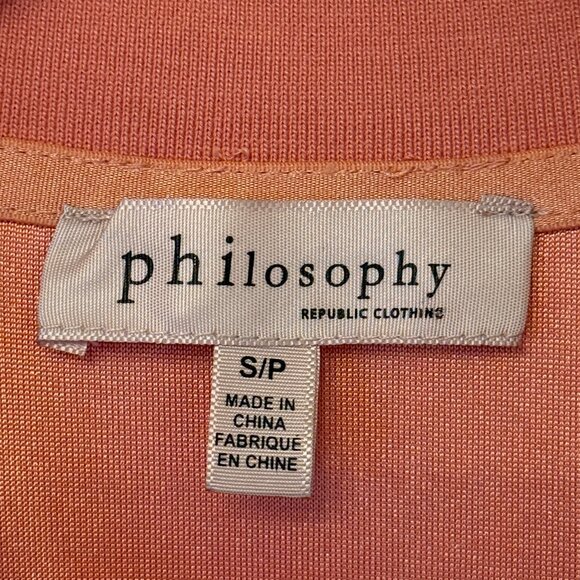 philosophy
REPUBLIC CLOTHING
S/P
MADE IN
CHINA
FABRIQUE
EN CHINE